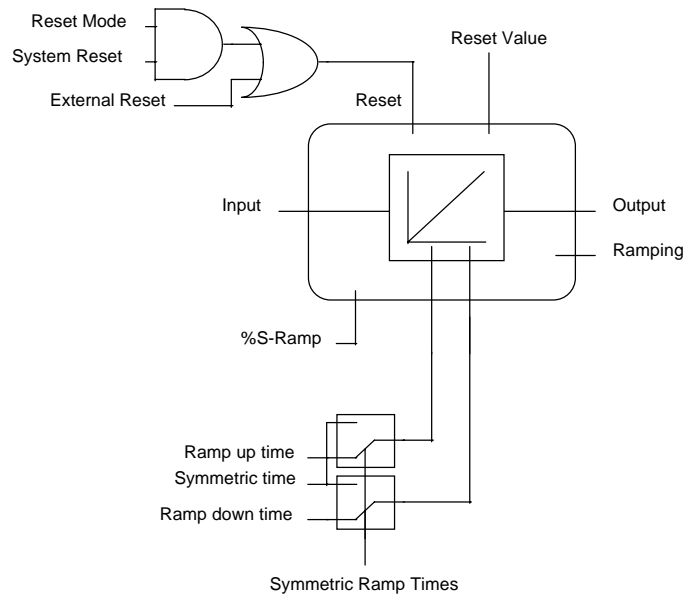 Reset Mode
System Reset
External Reset
Reset
Reset Value
Input
Output
Ramping
%S-Ramp
Ramp up time
Symmetric time
Ramp down time
Symmetric Ramp Times